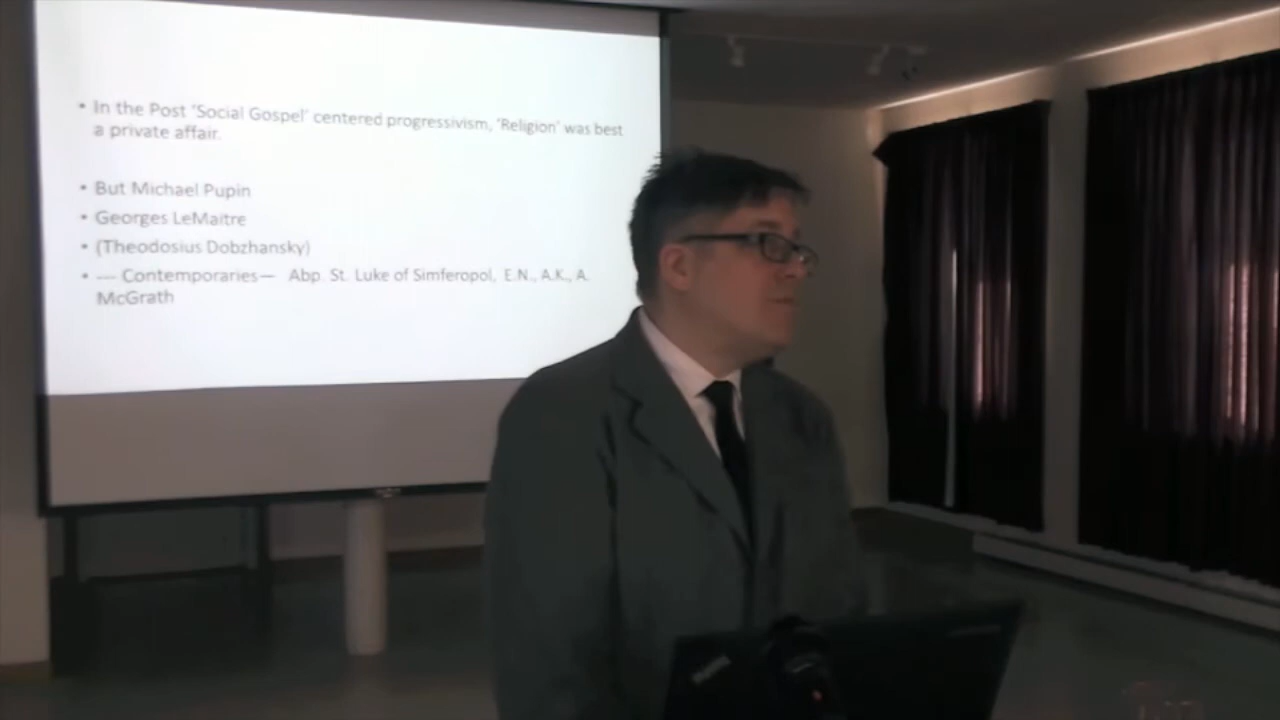 • In the Post 'Social Gospel' centered progressivism, 'Religion' was best
a private affair.
• But Michael Pupin
• Georges LeMaitre
• (Theodosius Dobzhansky)
• --- Contemporaries— Abp. St. Luke of Simferopol, E.N., A.K., A.
McGrath